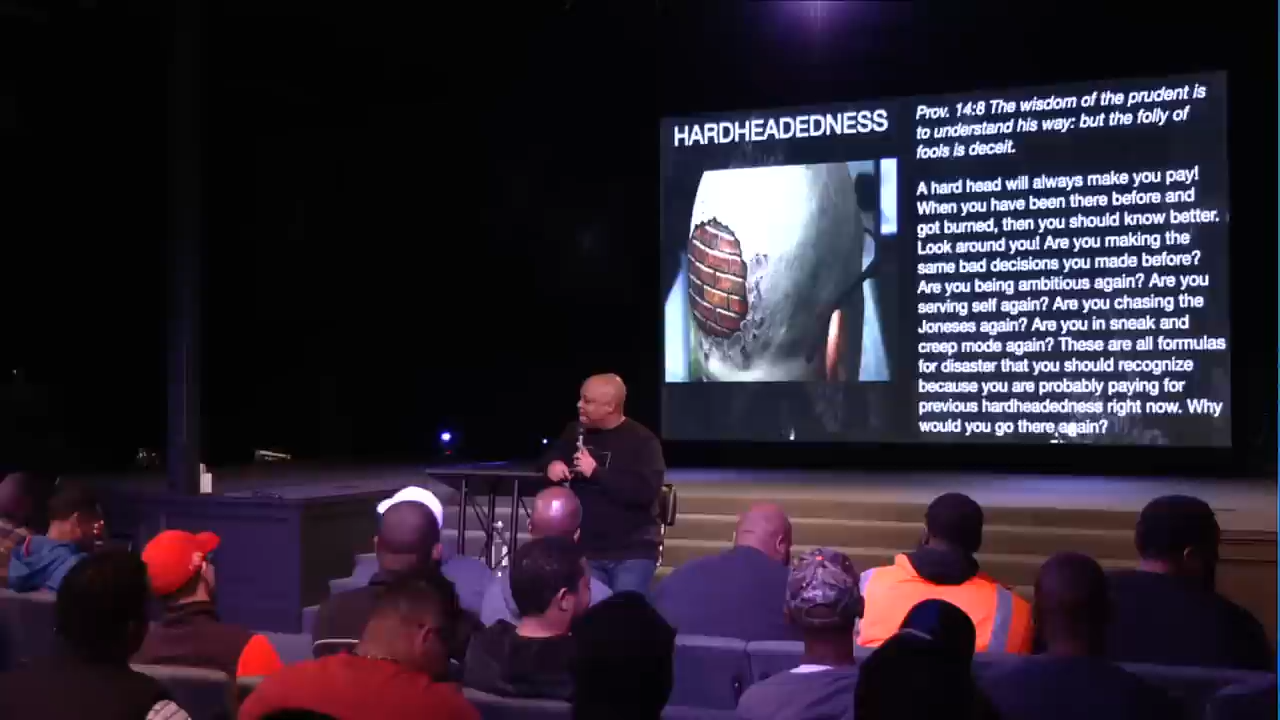 HARDHEADEDNESS
Prov. 14:8 The wisdom of the prudent is
to understand his way: but the folly of
fools is deceit.
A hard head will always make you pay!
When you have been there before and
got burned, then you should know better.
Look around you! Are you making the
same bad decisions you made before?
Are you being ambitious again? Are you
serving self again? Are you chasing the
Joneses again? Are you in sneak and
creep mode again? These are all formulas
for disaster that you should recognize
because you are probably paying for
previous hardheadedness right now. Why
would you go there again?